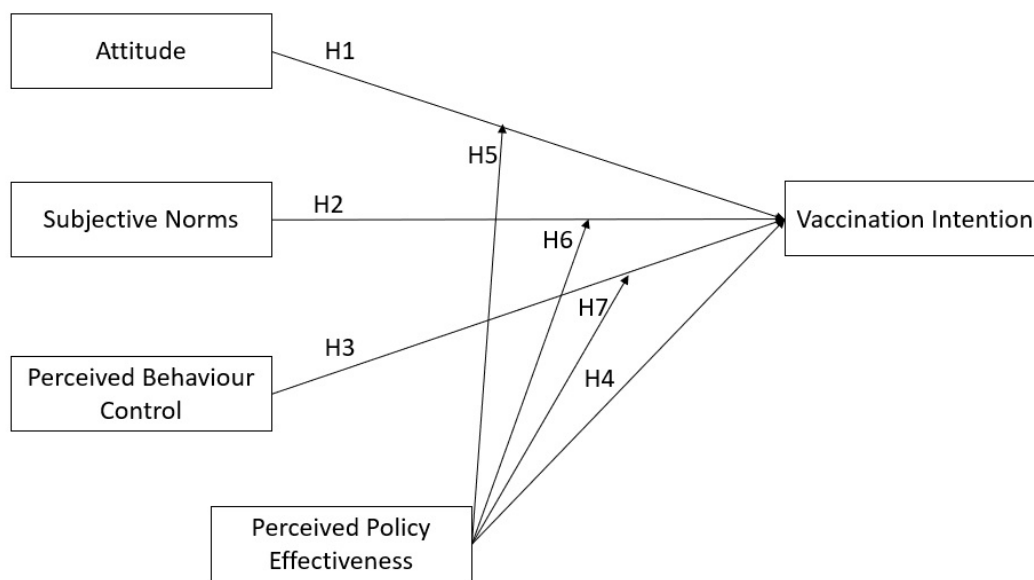 Attitude
H1
H5
Subjective Norms
H2
H6
Vaccination Intention
H7
H3
Perceived Behaviour
Control
H4
Perceived Policy
Effectiveness